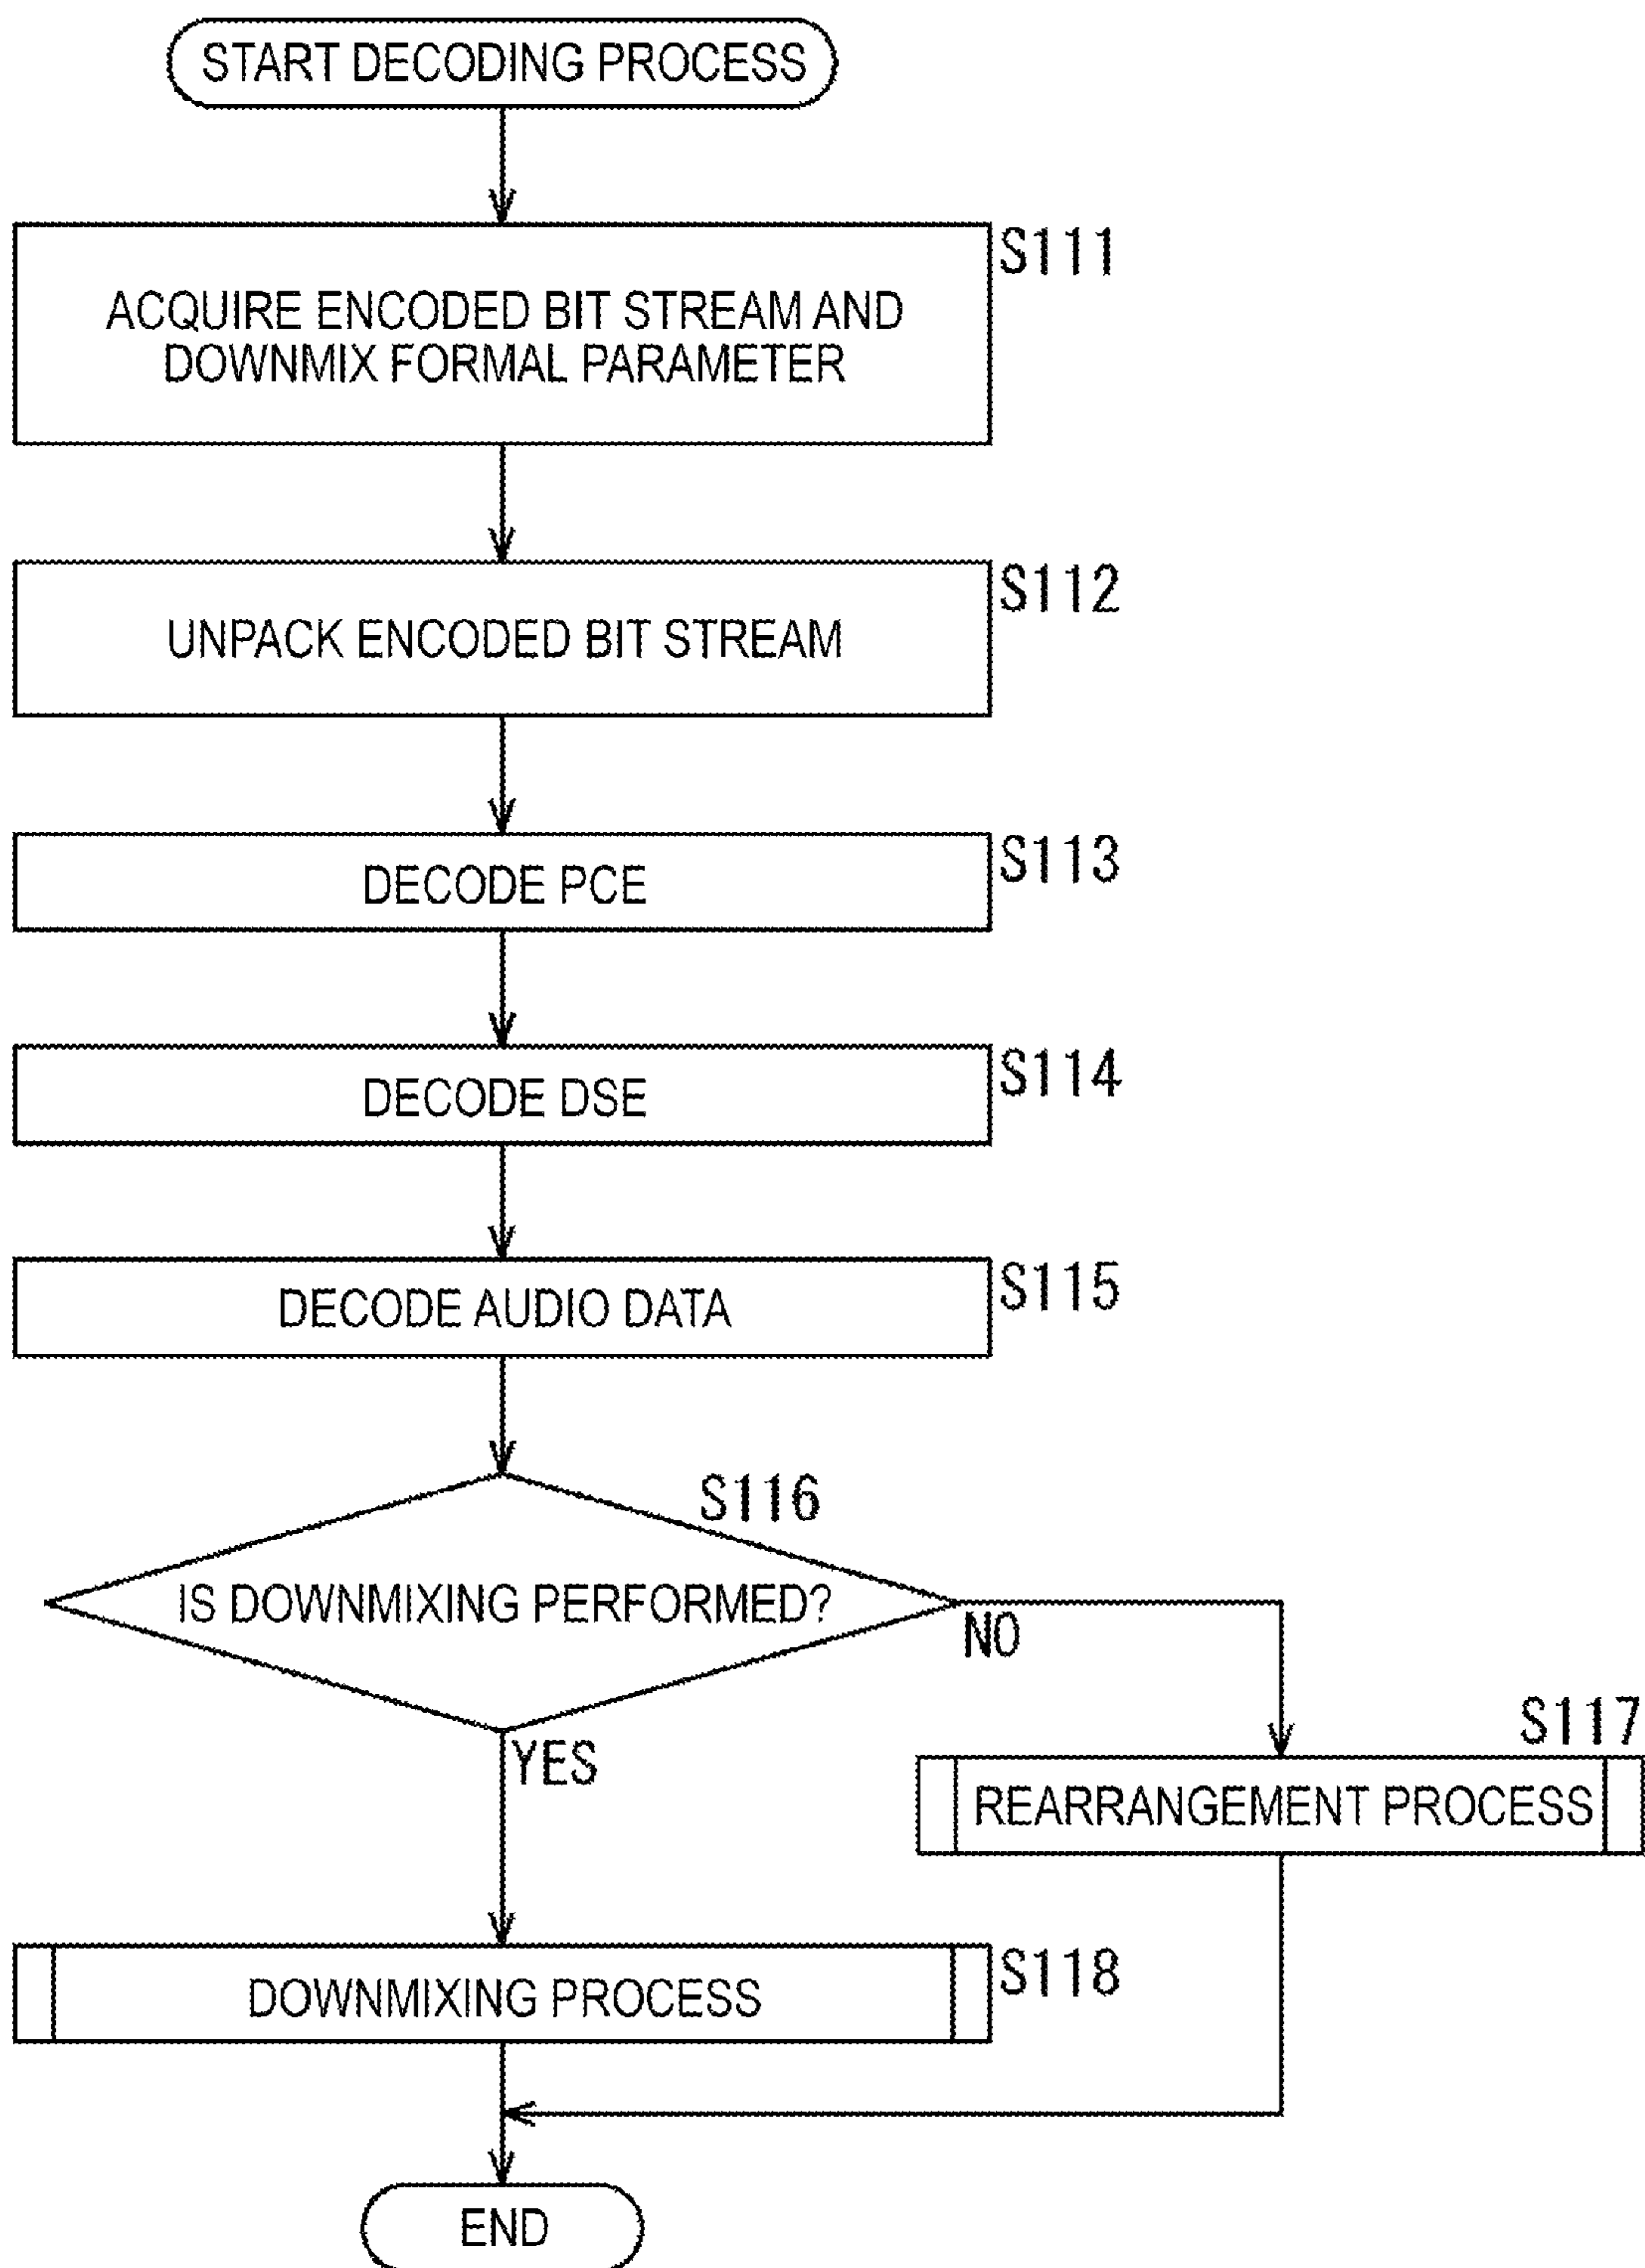 START DECODING PROCESS
S111
ACQUIRE ENCODED BIT STREAM AND
DOWNMIX FORMAL PARAMETER
S112
UNPACK ENCODED BIT STREAM
S113
DECODE PCE
S114
DECODE DSE
S115
DECODE AUDIO DATA
S116
IS DOWNMIXING PERFORMED?
NO
YES
S117
REARRANGEMENT PROCESS
S118
DOWNMIXING PROCESS
END